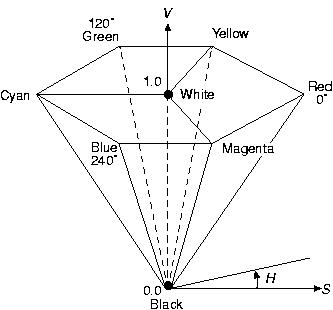 V
120°
Green
Yellow
1.0
Cyan
White
Red
0°
Blue
240°
Magenta
H
0.0
S
Black